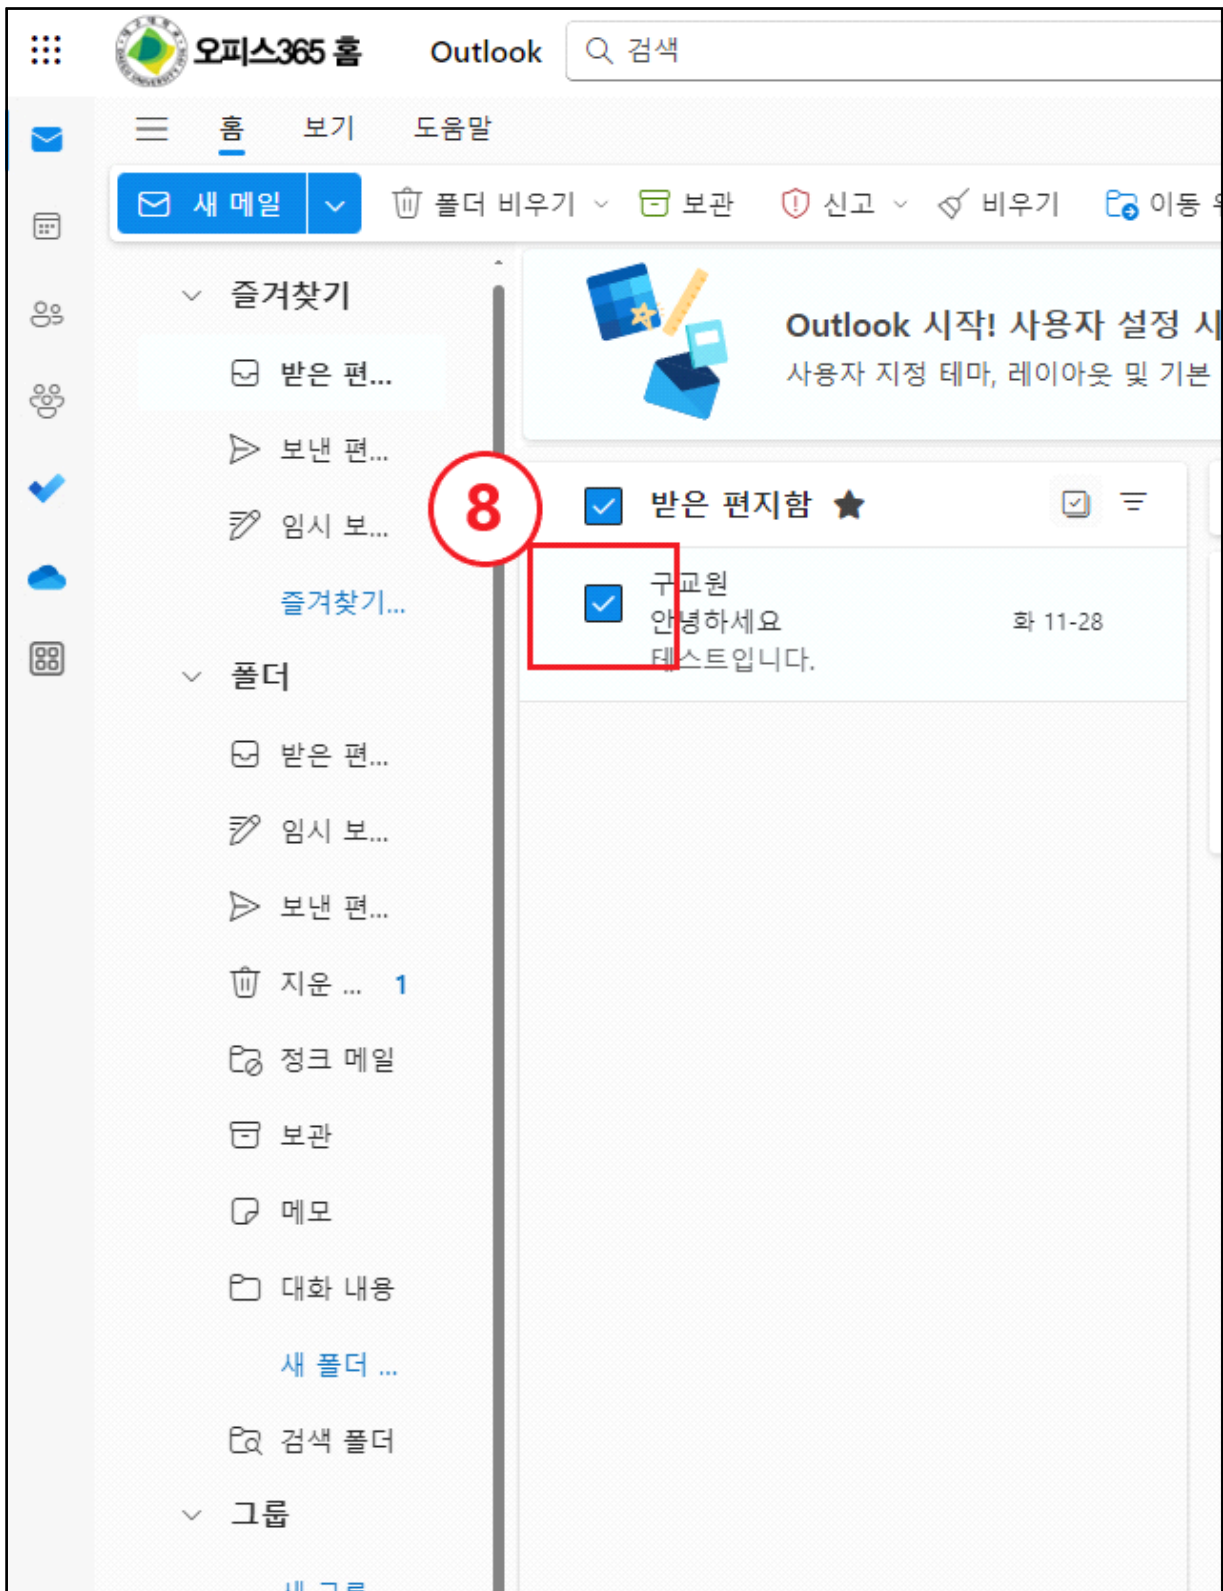 오피스365 홈
Outlook
검색
홈 보기 도움말
새 메일 폴더 비우기 보관 신고 비우기 이동
즐겨찾기
받은 편...
보낸 편...
임시 보...
즐겨찾기...
폴더
받은 편...
임시 보...
보낸 편...
지운 ... 1
정크 메일
보관
메모
대화 내용
새 폴더 ...
검색 폴더
그룹
Outlook 시작! 사용자 설정 시
사용자 지정 테마, 레이아웃 및 기본
8
받은 편지함
구교원
안녕하세요 화 11-28
테스트입니다.